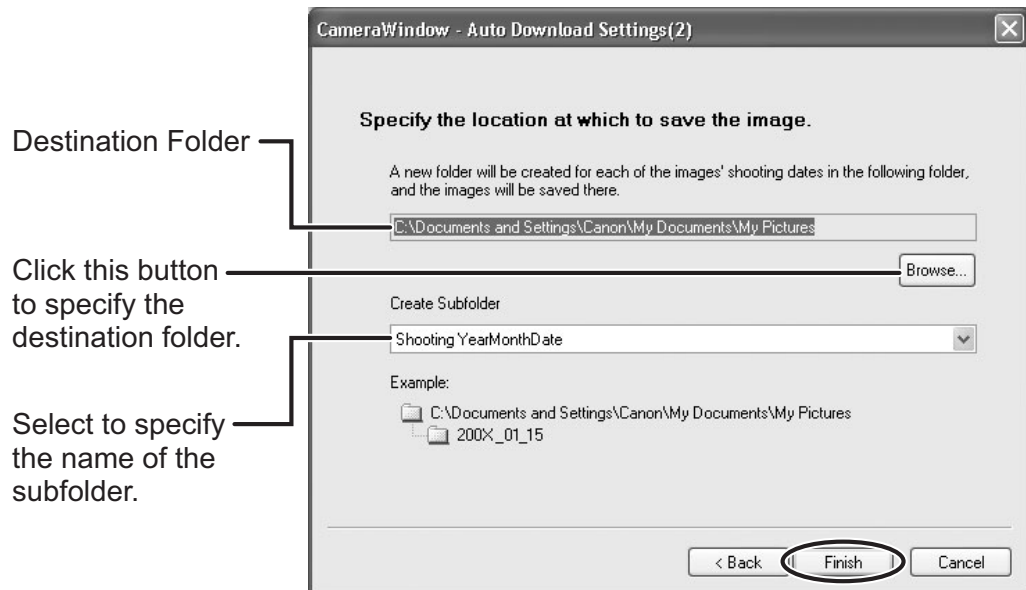 CameraWindow - Auto Download Settings(2)
Specify the location at which to save the image.
Destination Folder
A new folder will be created for each of the images' shooting dates in the following folder,
and the images will be saved there.
C:\Documents and Settings\Canon\My Documents\My Pictures
Click this button
to specify the
destination folder.
Browse...
Create Subfolder
Shooting YearMonthDate
Example:
C:\Documents and Settings\Canon\My Documents\My Pictures
200X_01_15
Select to specify
the name of the
subfolder.
< Back
Finish
Cancel